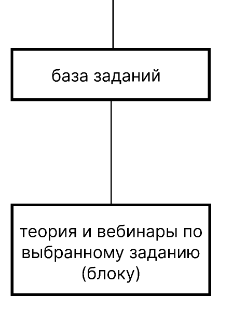 база заданий
теория и вебинары по
выбранному заданию
(блоку)